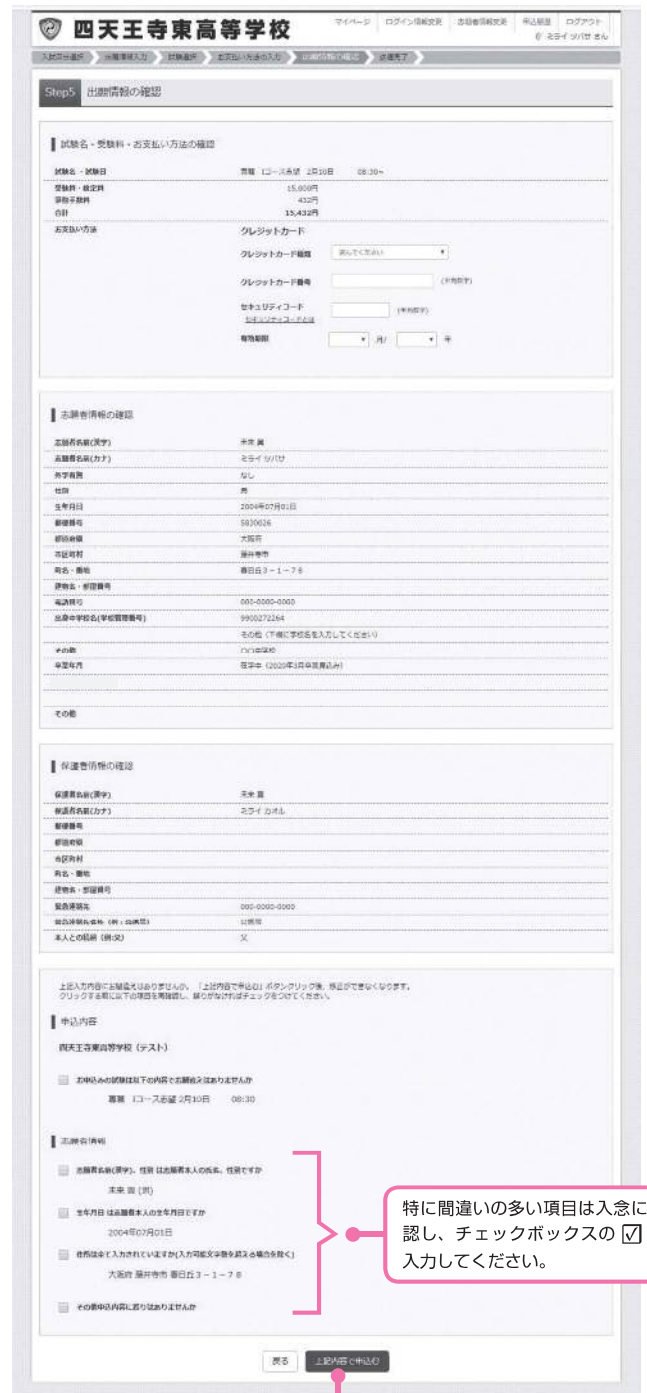 四天王寺東高等学校
マイページ ログイン情報変更 志願者情報変更 申込履歴 ログアウト
ミライ ツバサ さん
入試区分選択 出願情報入力 試験選択 お支払い方法の入力 出願情報の確認 送信完了
Step5 出願情報の確認
試験名・受験料・お支払い方法の確認
試験名・試験日 専願 Iコース志望 2月10日 08:30~
受験料・検定料 15,000円
事務手数料 432円
合計 15,432円
お支払い方法 クレジットカード
クレジットカード種類 選んでください
クレジットカード番号 (半角数字)
セキュリティコード (半角数字)
セキュリティコードとは
有効期限 月/ 年
志願者情報の確認
志願者名前(漢字) 未来 翼
志願者名前(カナ) ミライ ツバサ
外字有無 なし
性別 男
生年月日 2004年07月01日
郵便番号 5830026
都道府県 大阪府
市区町村 藤井寺市
町名・番地 春日丘3-1-78
建物名・部屋番号
電話番号 000-0000-0000
出身中学校名(学校管理番号) 9900272264
その他(下欄に学校名を入力してください)
その他 〇〇中学校
卒業年月 在学中(2020年3月卒業見込み)
その他
保護者情報の確認
保護者名前(漢字) 未来 薫
保護者名前(カナ) ミライ カオル
郵便番号
都道府県
市区町村
町名・番地
建物名・部屋番号
緊急連絡先 000-0000-0000
緊急連絡先名称(例:父携帯) 父携帯
本人との続柄(例:父) 父
上記入力内容にお間違えはありませんか。「上記内容で申込む」ボタンクリック後、修正ができなくなります。
クリックする前に以下の項目を再確認し、誤りがなければチェックをつけてください。
申込内容
四天王寺東高等学校(テスト)
お申込みの試験は以下の内容でお間違えはありませんか
専願 Iコース志望 2月10日 08:30
志願者情報
志願者名前(漢字)、性別 は志願者本人の氏名、性別ですか
未来 翼 (男)
生年月日 は志願者本人の生年月日ですか
2004年07月01日
住所は全て入力されていますか(入力可能文字数を超える場合を除く)
大阪府 藤井寺市 春日丘3-1-78
その他申込内容に誤りはありませんか
特に間違いの多い項目は入念に
認し、チェックボックスの ☑
入力してください。
戻る 上記内容で申込む